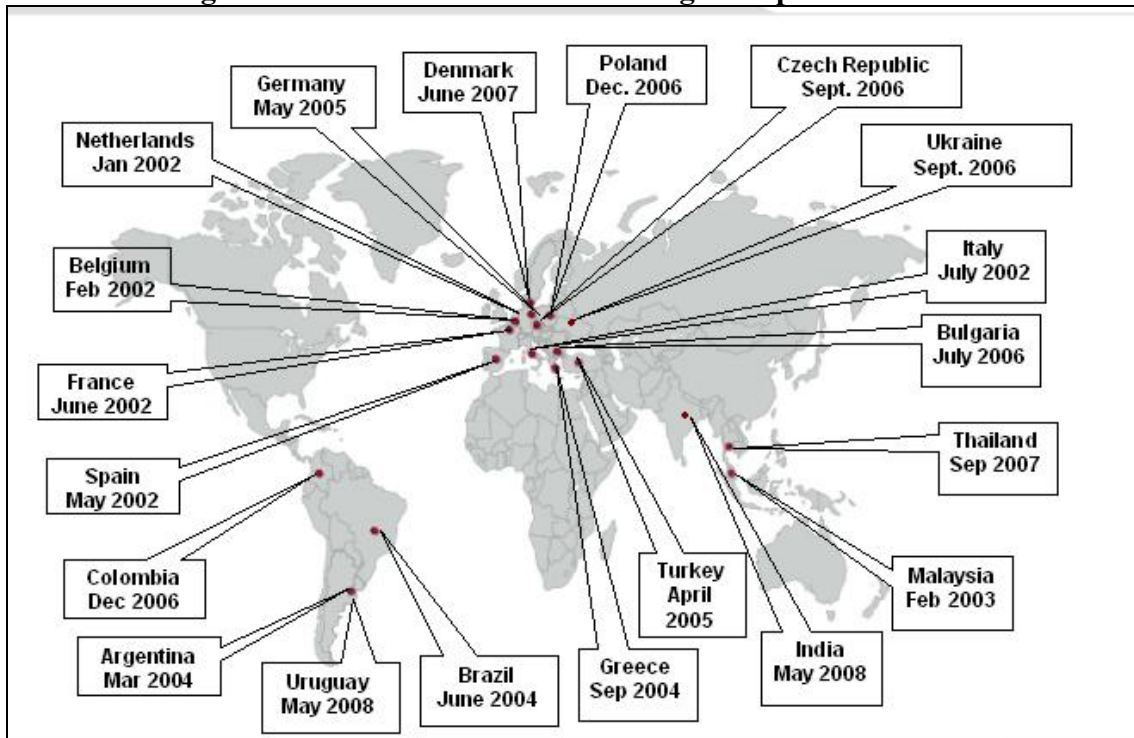 Germany
May 2005
Denmark
June 2007
Poland
Dec. 2006
Czech Republic
Sept. 2006
Netherlands
Jan 2002
Ukraine
Sept. 2006
Belgium
Feb 2002
Italy
July 2002
Bulgaria
July 2006
France
June 2002
Thailand
Sep 2007
Spain
May 2002
Colombia
Dec 2006
Turkey
April
2005
Malaysia
Feb 2003
Argentina
Mar 2004
Uruguay
May 2008
Brazil
June 2004
Greece
Sep 2004
India
May 2008